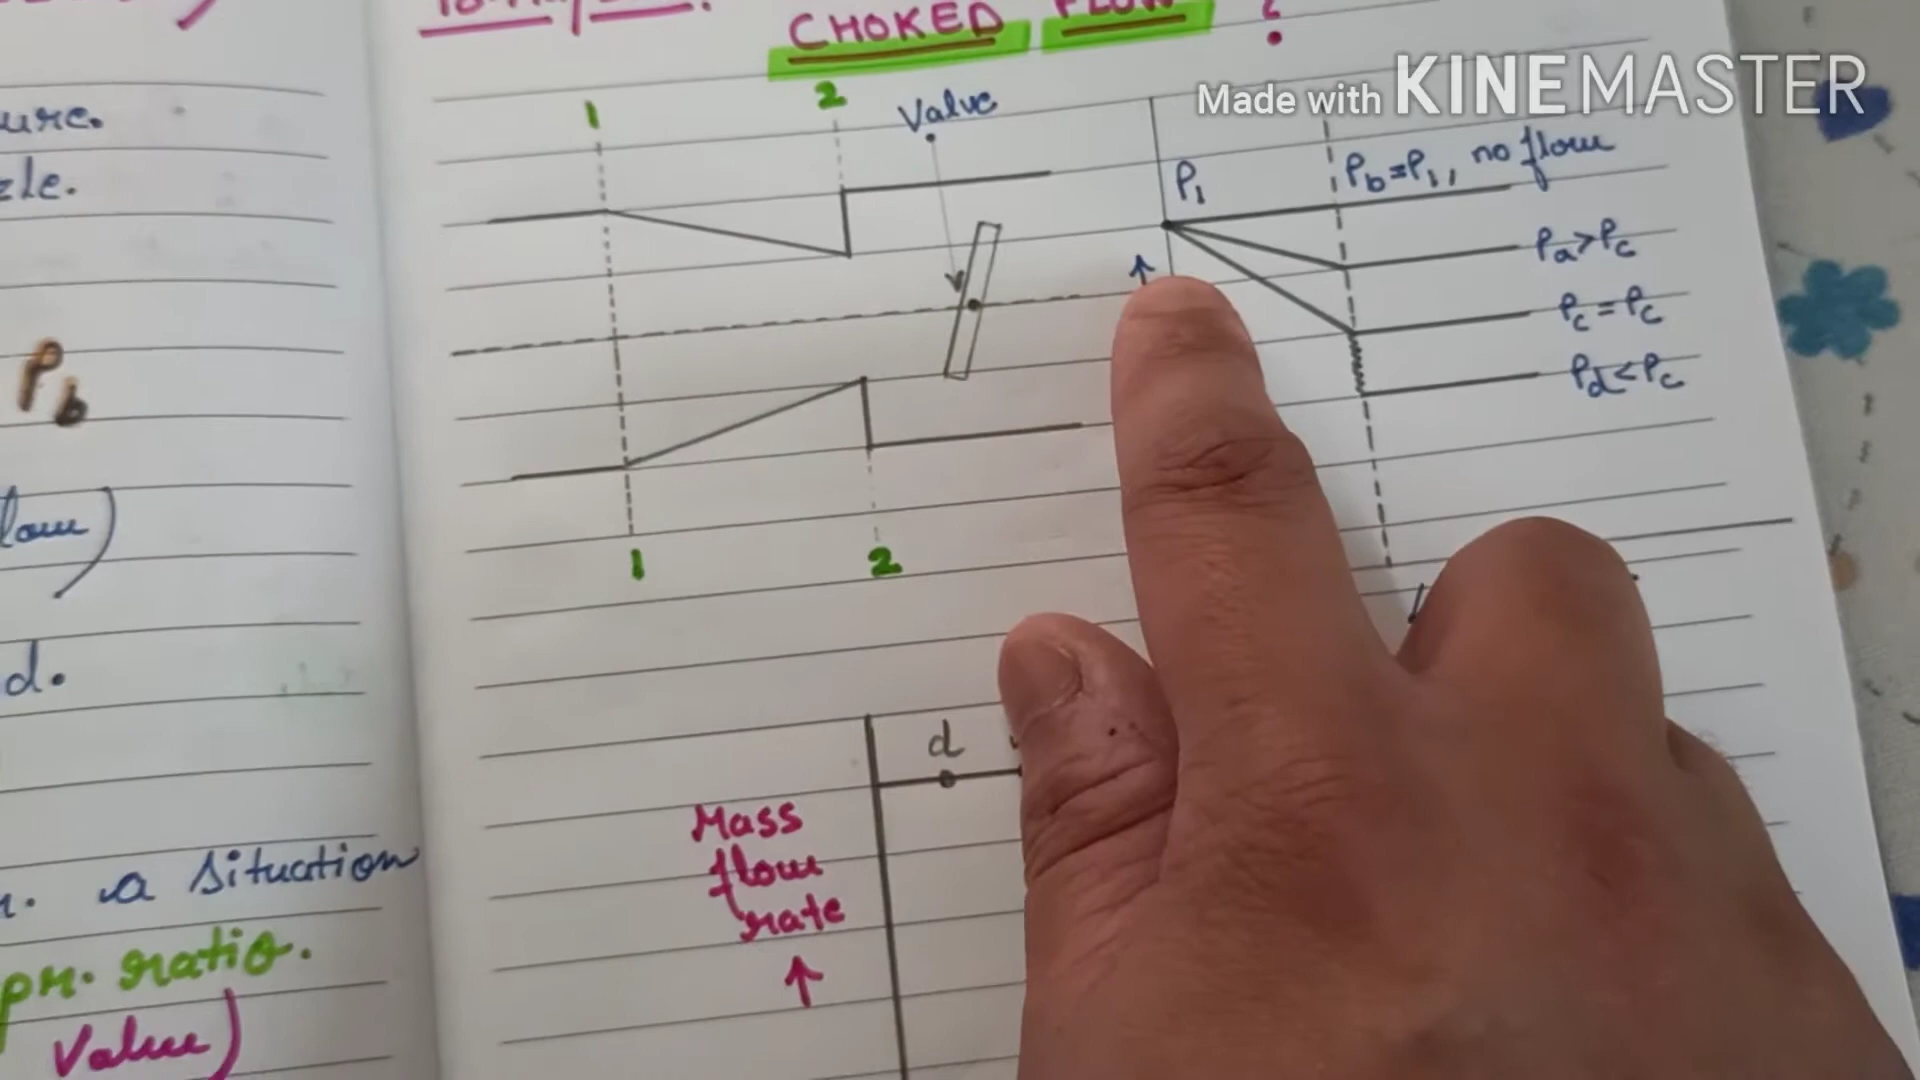 CHOKED FLOW ?
Made with KINEMASTER
ure.
zle.
Pb
d.
a situation
pr. ratio.
Value)
1
2
Valve
1
2
P1
Pb=P1, no flow
Pa>Pc
Pc=Pc
Pd<Pc
↑
d
Mass
flow
rate
↑